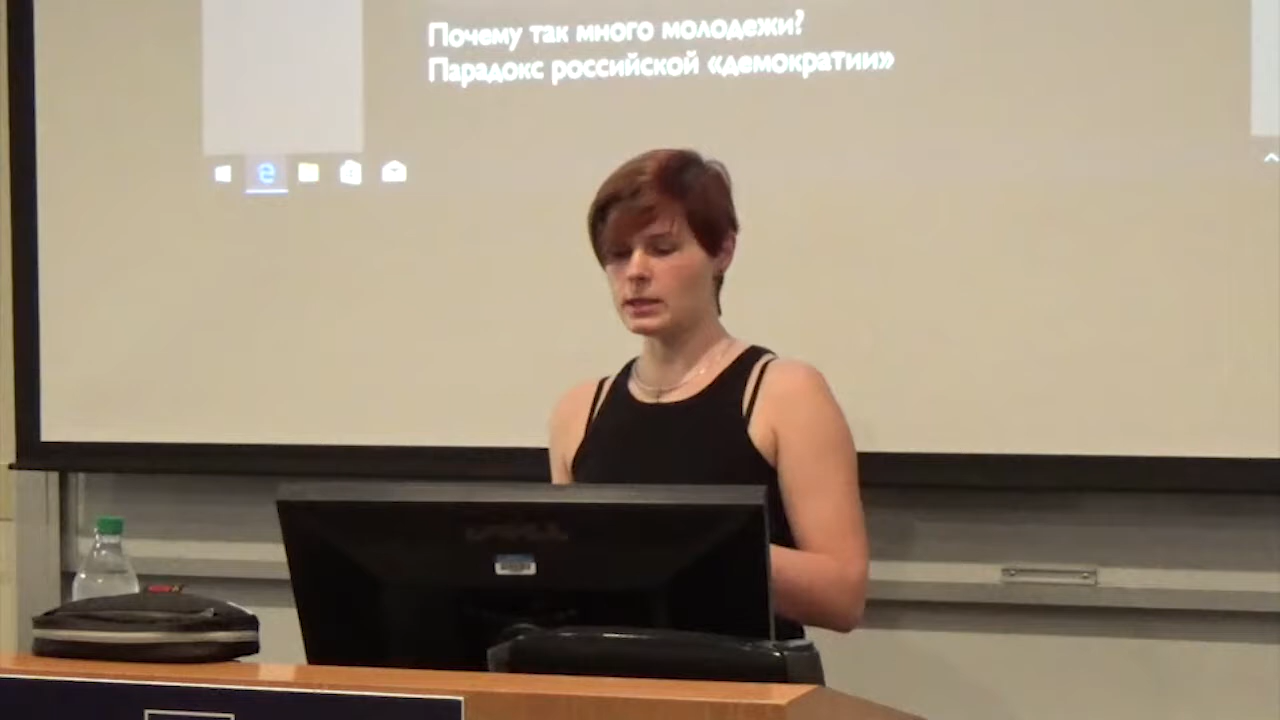 Почему так много молодежи?
Парадокс российской «демократии»